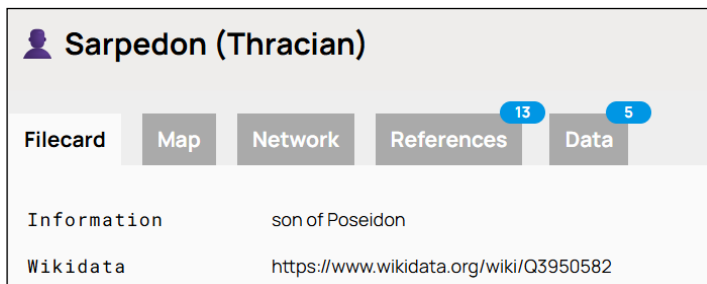 Sarpedon (Thracian)
13 5
Filecard Map Network References Data
Information son of Poseidon
Wikidata https://www.wikidata.org/wiki/Q3950582